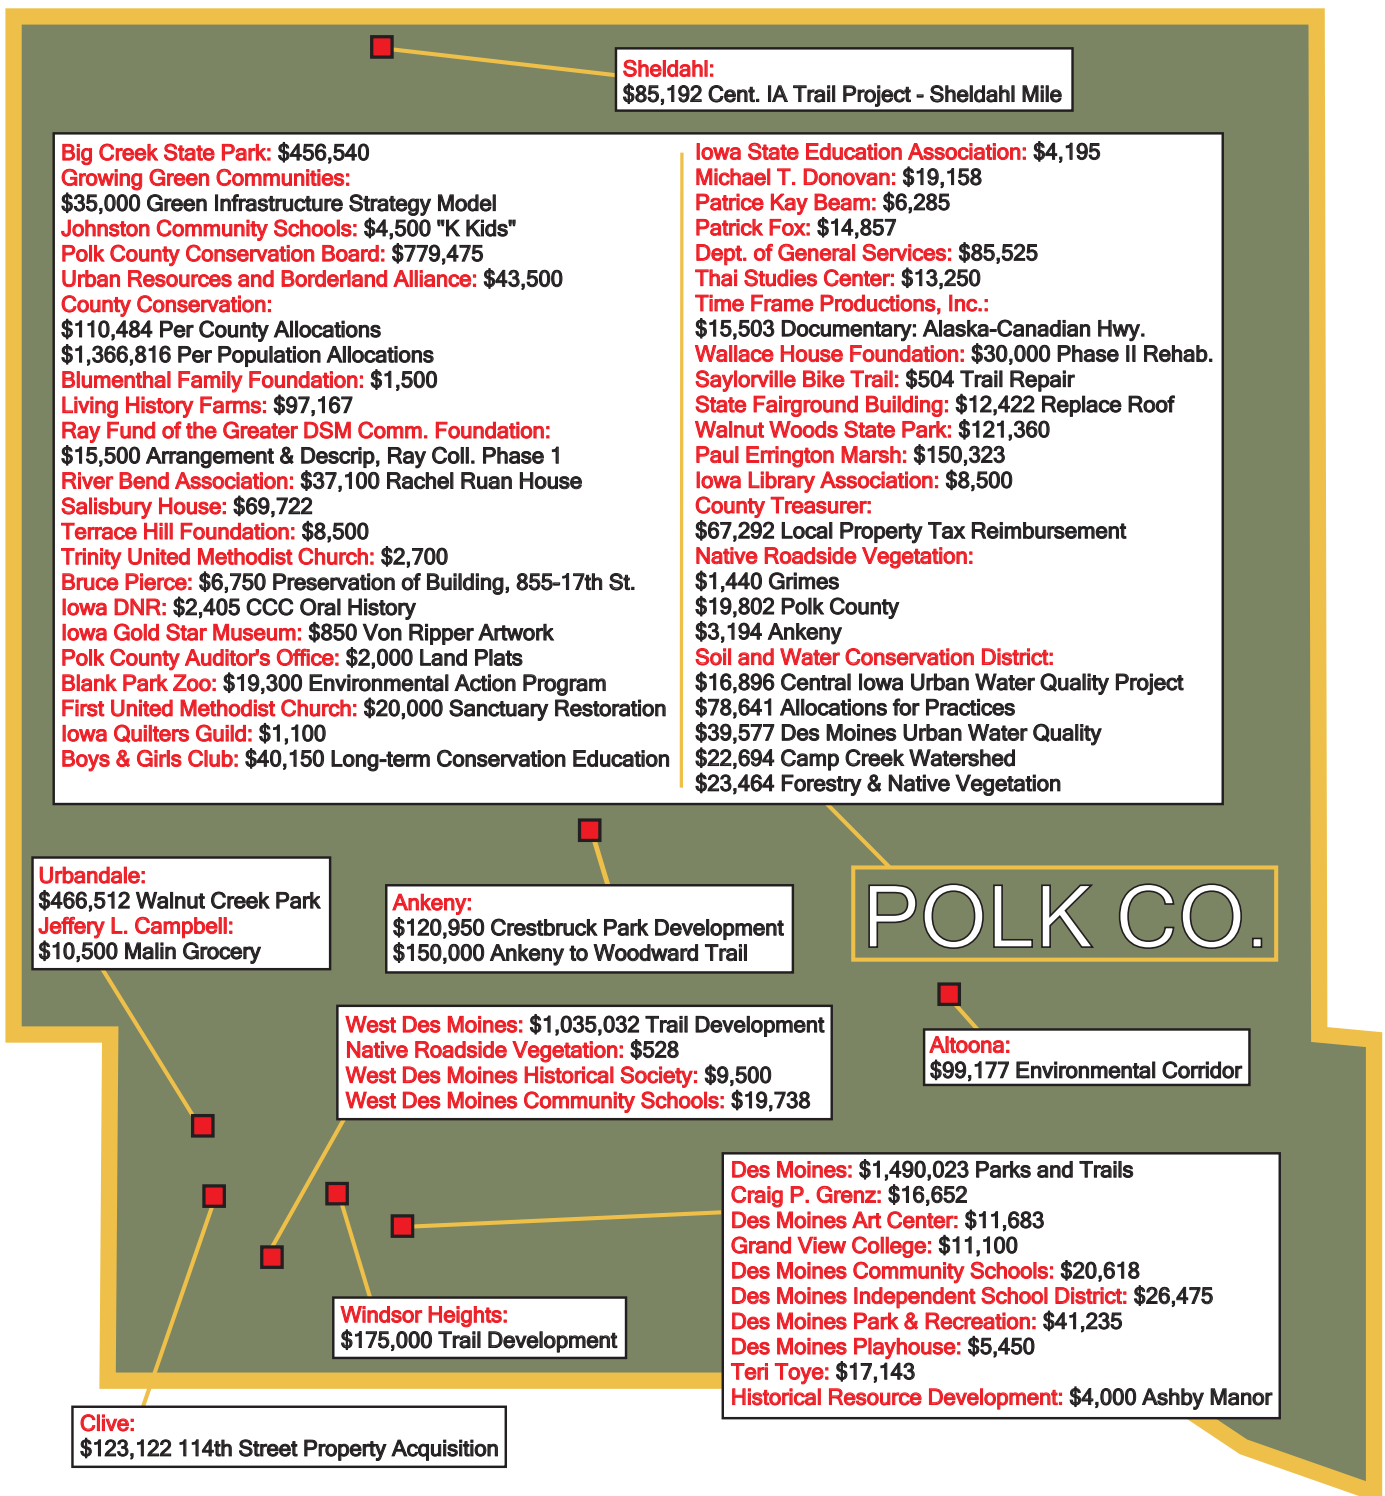 Sheldahl:
$85,192 Cent. IA Trail Project - Sheldahl Mile
Big Creek State Park: $456,540
Growing Green Communities:
$35,000 Green Infrastructure Strategy Model
Johnston Community Schools: $4,500 "K Kids"
Polk County Conservation Board: $779,475
Urban Resources and Borderland Alliance: $43,500
County Conservation:
$110,484 Per County Allocations
$1,366,816 Per Population Allocations
Blumenthal Family Foundation: $1,500
Living History Farms: $97,167
Ray Fund of the Greater DSM Comm. Foundation:
$15,500 Arrangement & Descrip, Ray Coll. Phase 1
River Bend Association: $37,100 Rachel Ruan House
Salisbury House: $69,722
Terrace Hill Foundation: $8,500
Trinity United Methodist Church: $2,700
Bruce Pierce: $6,750 Preservation of Building, 855-17th St.
Iowa DNR: $2,405 CCC Oral History
Iowa Gold Star Museum: $850 Von Ripper Artwork
Polk County Auditor's Office: $2,000 Land Plats
Blank Park Zoo: $19,300 Environmental Action Program
First United Methodist Church: $20,000 Sanctuary Restoration
Iowa Quilters Guild: $1,100
Boys & Girls Club: $40,150 Long-term Conservation Education
Iowa State Education Association: $4,195
Michael T. Donovan: $19,158
Patrice Kay Beam: $6,285
Patrick Fox: $14,857
Dept. of General Services: $85,525
Thai Studies Center: $13,250
Time Frame Productions, Inc.:
$15,503 Documentary: Alaska-Canadian Hwy.
Wallace House Foundation: $30,000 Phase II Rehab.
Saylorville Bike Trail: $504 Trail Repair
State Fairground Building: $12,422 Replace Roof
Walnut Woods State Park: $121,360
Paul Errington Marsh: $150,323
Iowa Library Association: $8,500
County Treasurer:
$67,292 Local Property Tax Reimbursement
Native Roadside Vegetation:
$1,440 Grimes
$19,802 Polk County
$3,194 Ankeny
Soil and Water Conservation District:
$16,896 Central Iowa Urban Water Quality Project
$78,641 Allocations for Practices
$39,577 Des Moines Urban Water Quality
$22,694 Camp Creek Watershed
$23,464 Forestry & Native Vegetation
Urbandale:
$466,512 Walnut Creek Park
Jeffery L. Campbell:
$10,500 Malin Grocery
Ankeny:
$120,950 Crestbruck Park Development
$150,000 Ankeny to Woodward Trail
POLK CO.
West Des Moines: $1,035,032 Trail Development
Native Roadside Vegetation: $528
West Des Moines Historical Society: $9,500
West Des Moines Community Schools: $19,738
Altoona:
$99,177 Environmental Corridor
Des Moines: $1,490,023 Parks and Trails
Craig P. Grenz: $16,652
Des Moines Art Center: $11,683
Grand View College: $11,100
Des Moines Community Schools: $20,618
Des Moines Independent School District: $26,475
Des Moines Park & Recreation: $41,235
Des Moines Playhouse: $5,450
Teri Toye: $17,143
Historical Resource Development: $4,000 Ashby Manor
Windsor Heights:
$175,000 Trail Development
Clive:
$123,122 114th Street Property Acquisition